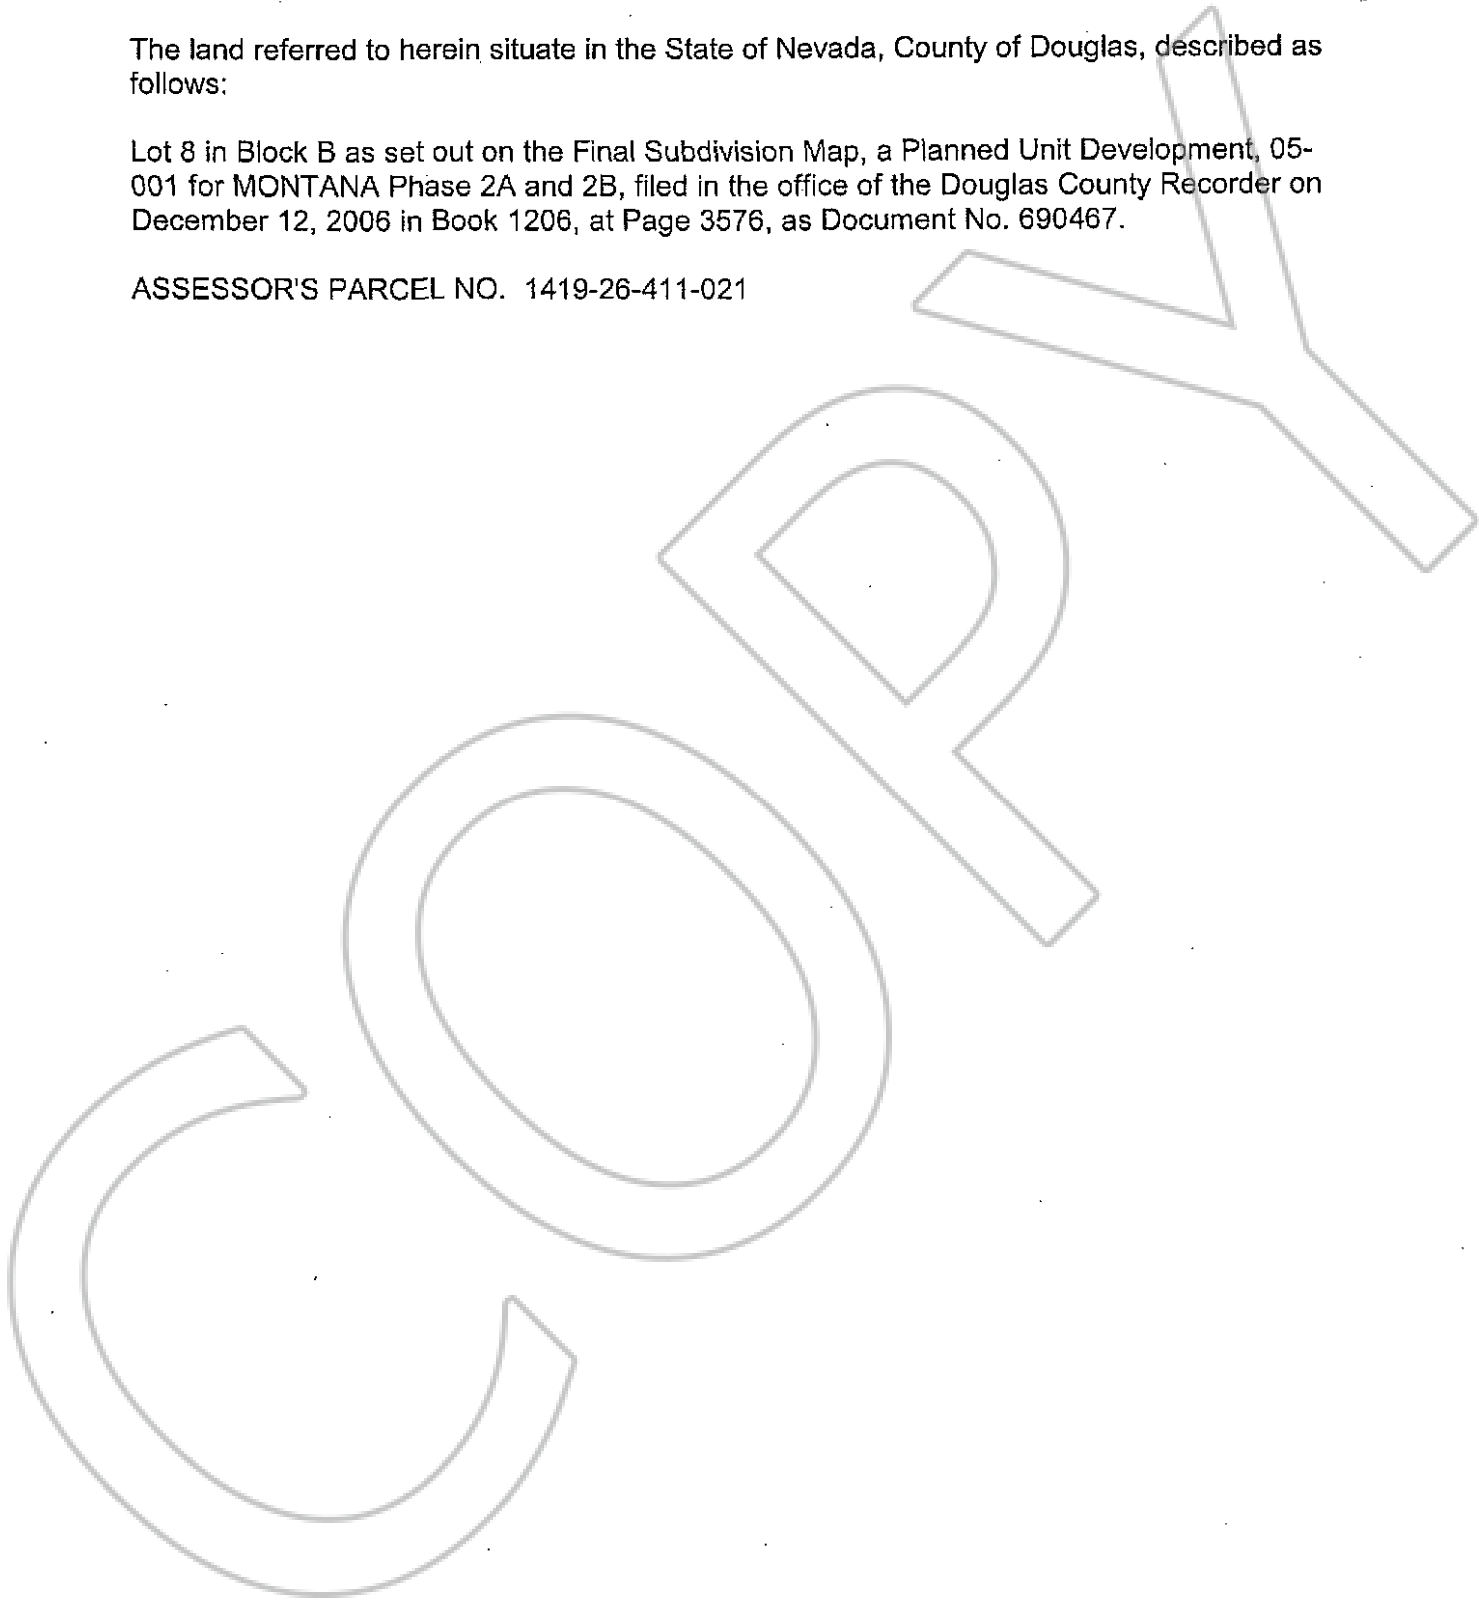 The land referred to herein situate in the State of Nevada, County of Douglas, described as
follows:
Lot 8 in Block B as set out on the Final Subdivision Map, a Planned Unit Development, 05-
001 for MONTANA Phase 2A and 2B, filed in the office of the Douglas County Recorder on
December 12, 2006 in Book 1206, at Page 3576, as Document No. 690467.
ASSESSOR'S PARCEL NO. 1419-26-411-021
COPY